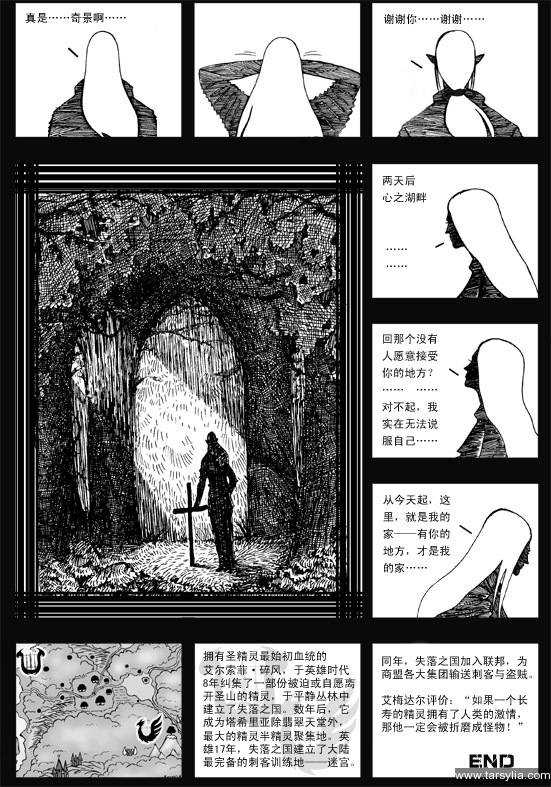 真是……奇景啊……
谢谢你……谢谢……
两天后
心之湖畔
……
……
回那个没有
人愿意接受
你的地方？
…… ……
对不起，我
实在无法说
服自己……
从今天起，这
里，就是我的
家——有你的
地方，才是我
的家……
拥有圣精灵最始初血统的
艾尔索菲·碎风，于英雄时代
8年纠集了一部份被迫或自愿离
开圣山的精灵，于平静丛林中
建立了失落之国。数年后，它
成为塔希里亚除翡翠天堂外，
最大的精灵半精灵聚集地。英
雄17年，失落之国建立了大陆
最完备的刺客训练地——迷宫。
同年，失落之国加入联邦，为
商盟各大集团输送刺客与盗贼。
艾梅达尔评价：“如果一个长
寿的精灵拥有了人类的激情，
那他一定会被折磨成怪物！”
END
www.tarsylia.com